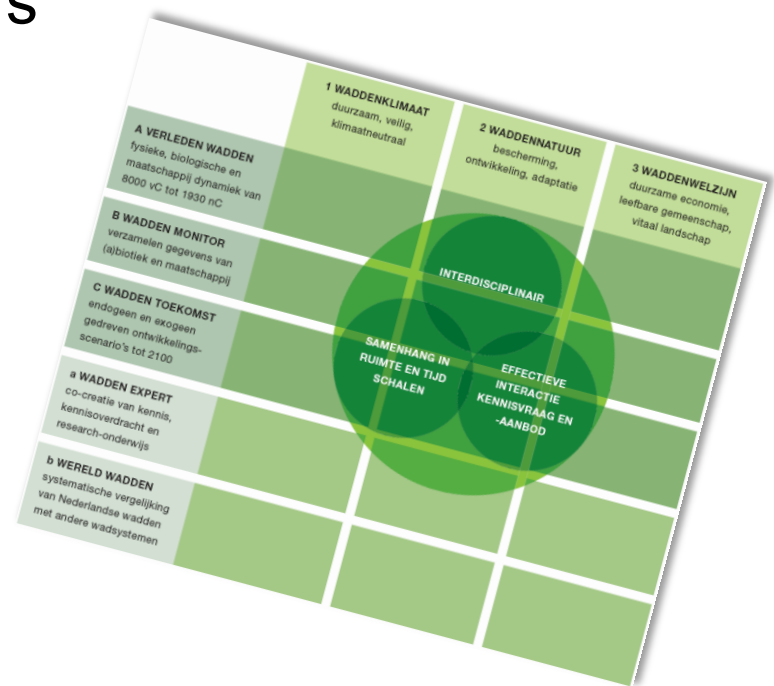 s
1 WADDENKLIMAAT
duurzaam, veilig,
klimaatneutraal
2 WADDENNATUUR
bescherming,
ontwikkeling, adaptatie
3 WADDENWELZIJN
duurzame economie,
leefbare gemeenschap,
vitaal landschap
A VERLEDEN WADDEN
fysieke, biologische en
maatschappij dynamiek van
8000 vC tot 1930 nC
B WADDEN MONITOR
verzamelen gegevens van
(a)biotiek en maatschappij
C WADDEN TOEKOMST
endogeen en exogeen
gedreven ontwikkelings-
scenario's tot 2100
a WADDEN EXPERT
co-creatie van kennis,
kennisoverdracht en
research-onderwijs
b WERELD WADDEN
systematische vergelijking
van Nederlandse wadden
met andere wadsystemen
INTERDISCIPLINAIR
SAMENHANG IN
RUIMTE EN TIJD
SCHALEN
EFFECTIEVE
INTERACTIE
KENNISVRAAG EN
-AANBOD